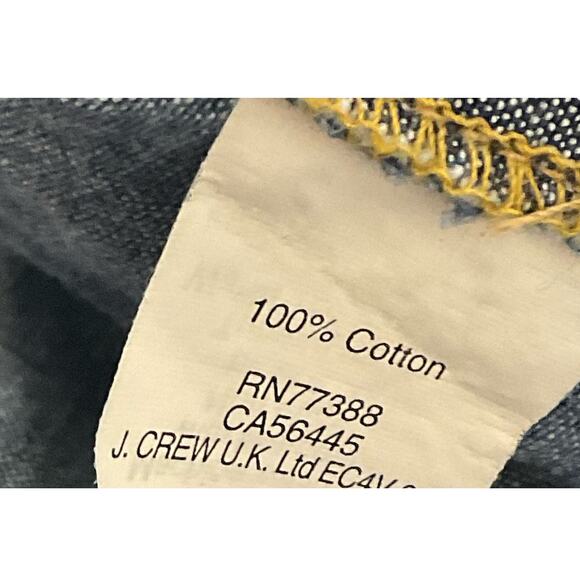 100% Cotton
RN77388
CA56445
J. CREW U.K. Ltd EC4V